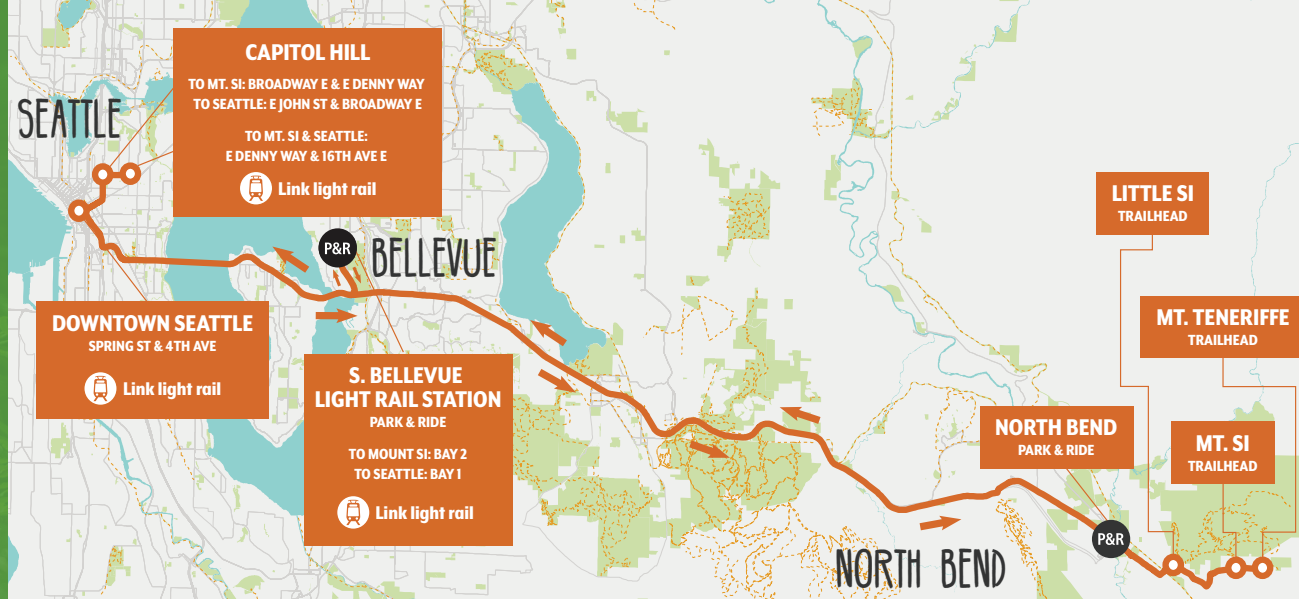 CAPITOL HILL
TO MT. SI: BROADWAY E & E DENNY WAY
TO SEATTLE: E JOHN ST & BROADWAY E
TO MT. SI & SEATTLE:
E DENNY WAY & 16TH AVE E
Link light rail
SEATTLE
P&R
BELLEVUE
DOWNTOWN SEATTLE
SPRING ST & 4TH AVE
Link light rail
S. BELLEVUE
LIGHT RAIL STATION
PARK & RIDE
TO MOUNT SI: BAY 2
TO SEATTLE: BAY 1
Link light rail
LITTLE SI
TRAILHEAD
MT. TENERIFFE
TRAILHEAD
NORTH BEND
PARK & RIDE
MT. SI
TRAILHEAD
P&R
NORTH BEND